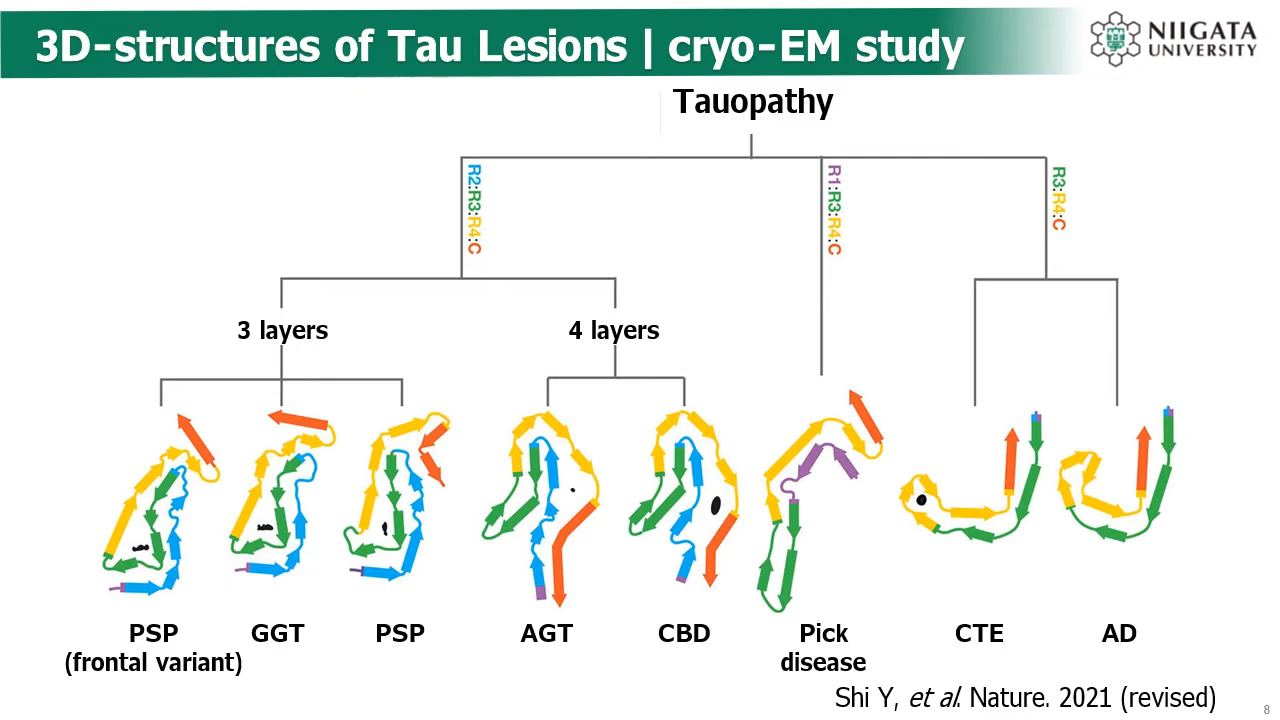 3D-structures of Tau Lesions | cryo-EM study
NIIGATA
UNIVERSITY
Tauopathy
R2:R3:R4:C
R1:R3:R4:C
R3:R4:C
3 layers
4 layers
PSP
(frontal variant)
GGT
PSP
AGT
CBD
Pick
disease
CTE
AD
Shi Y, et al. Nature. 2021 (revised)
8